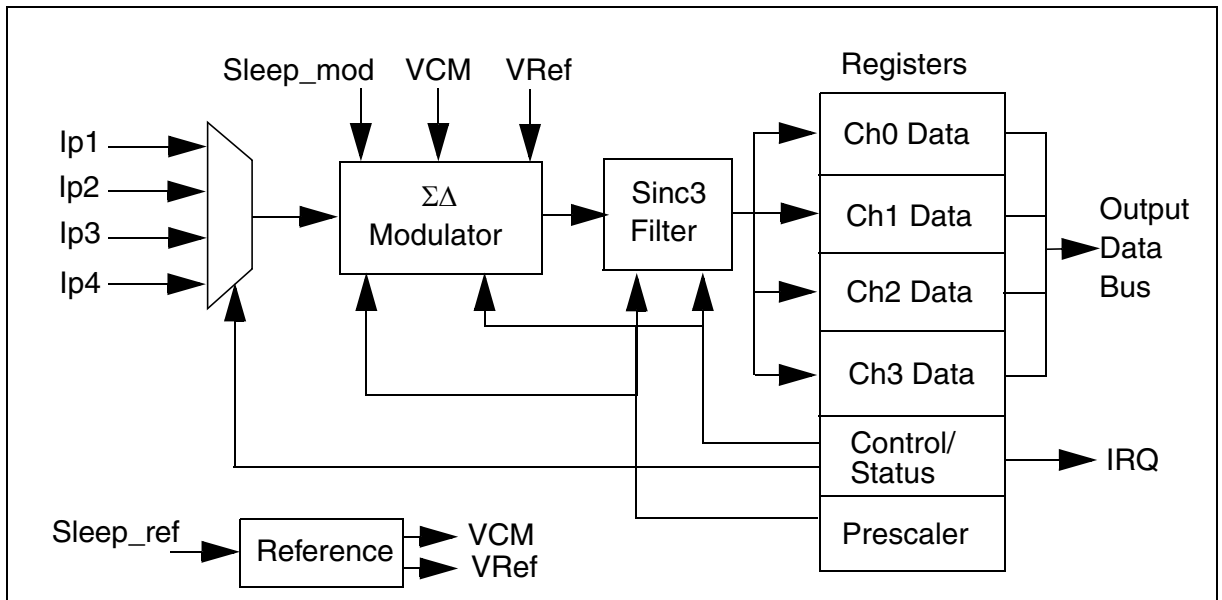 Sleep_mod
VCM
VRef
Registers
Ip1
Ip2
Ip3
Ip4
ΣΔ
Modulator
Sinc3
Filter
Ch0 Data
Ch1 Data
Ch2 Data
Ch3 Data
Control/
Status
Prescaler
Output
Data
Bus
IRQ
Sleep_ref
Reference
VCM
VRef